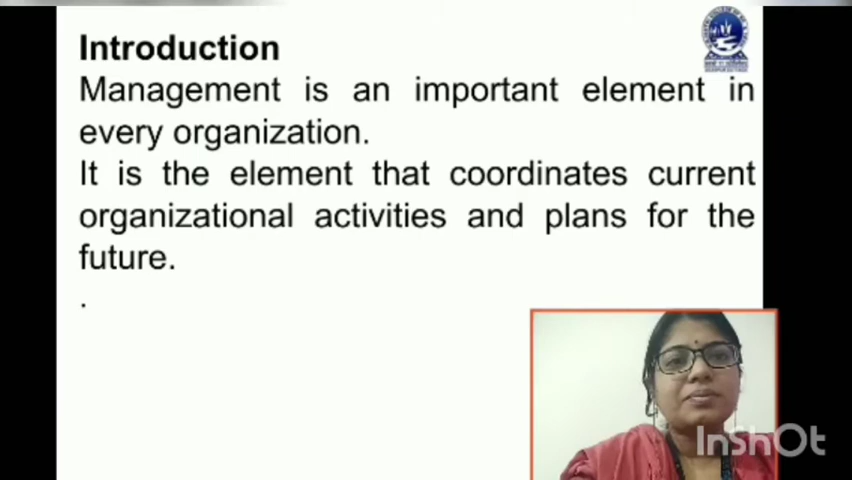 Introduction
Management is an important element in
every organization.
It is the element that coordinates current
organizational activities and plans for the
future.
.
InShOt